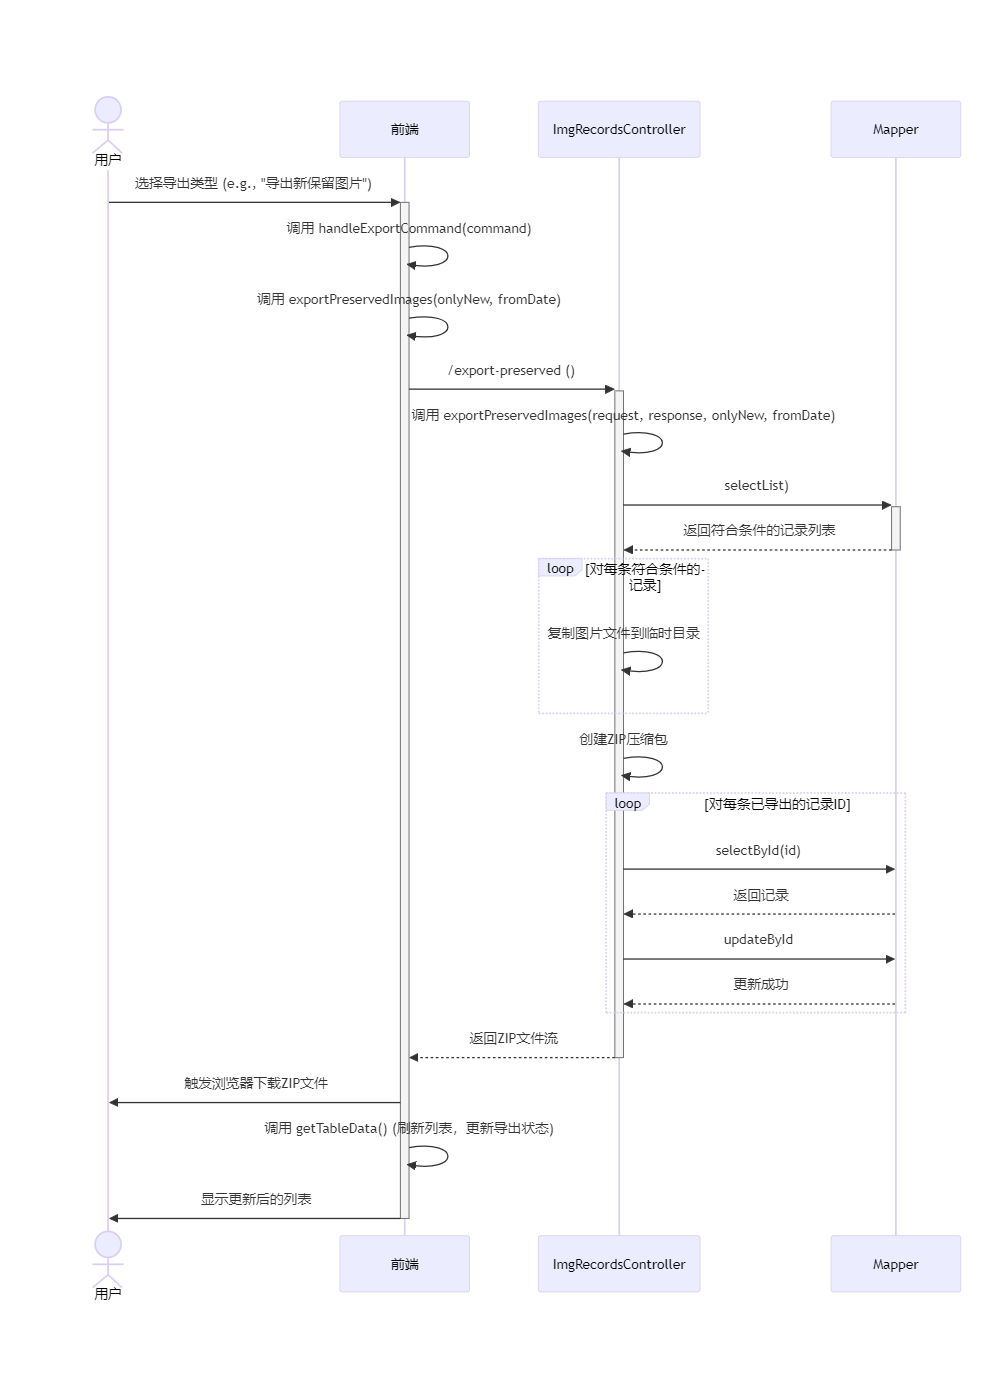 用户
前端
ImgRecordsController
Mapper
选择导出类型 (e.g., "导出新保留图片")
调用 handleExportCommand(command)
调用 exportPreservedImages(onlyNew, fromDate)
/export-preserved ()
调用 exportPreservedImages(request, response, onlyNew, fromDate)
selectList)
返回符合条件的记录列表
loop
[对每条符合条件的-
记录]
复制图片文件到临时目录
创建ZIP压缩包
loop
[对每条已导出的记录ID]
selectById(id)
返回记录
updateById
更新成功
返回ZIP文件流
触发浏览器下载ZIP文件
调用 getTableData() (刷新列表，更新导出状态)
显示更新后的列表
用户
前端
ImgRecordsController
Mapper